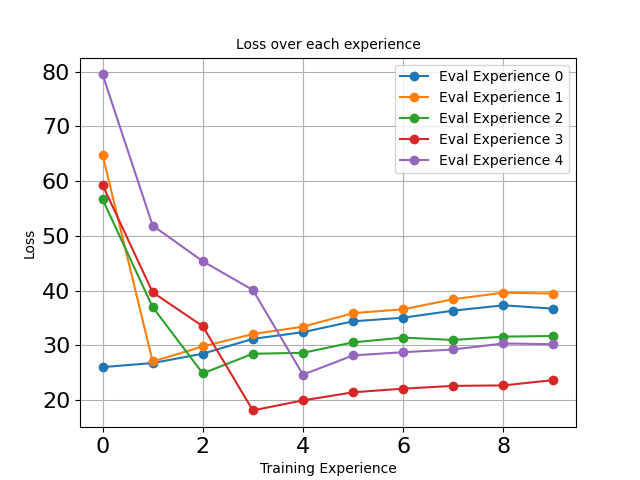 Loss over each experience
80
70
60
50
40
30
20
Loss
Eval Experience 0
Eval Experience 1
Eval Experience 2
Eval Experience 3
Eval Experience 4
0 2 4 6 8
Training Experience